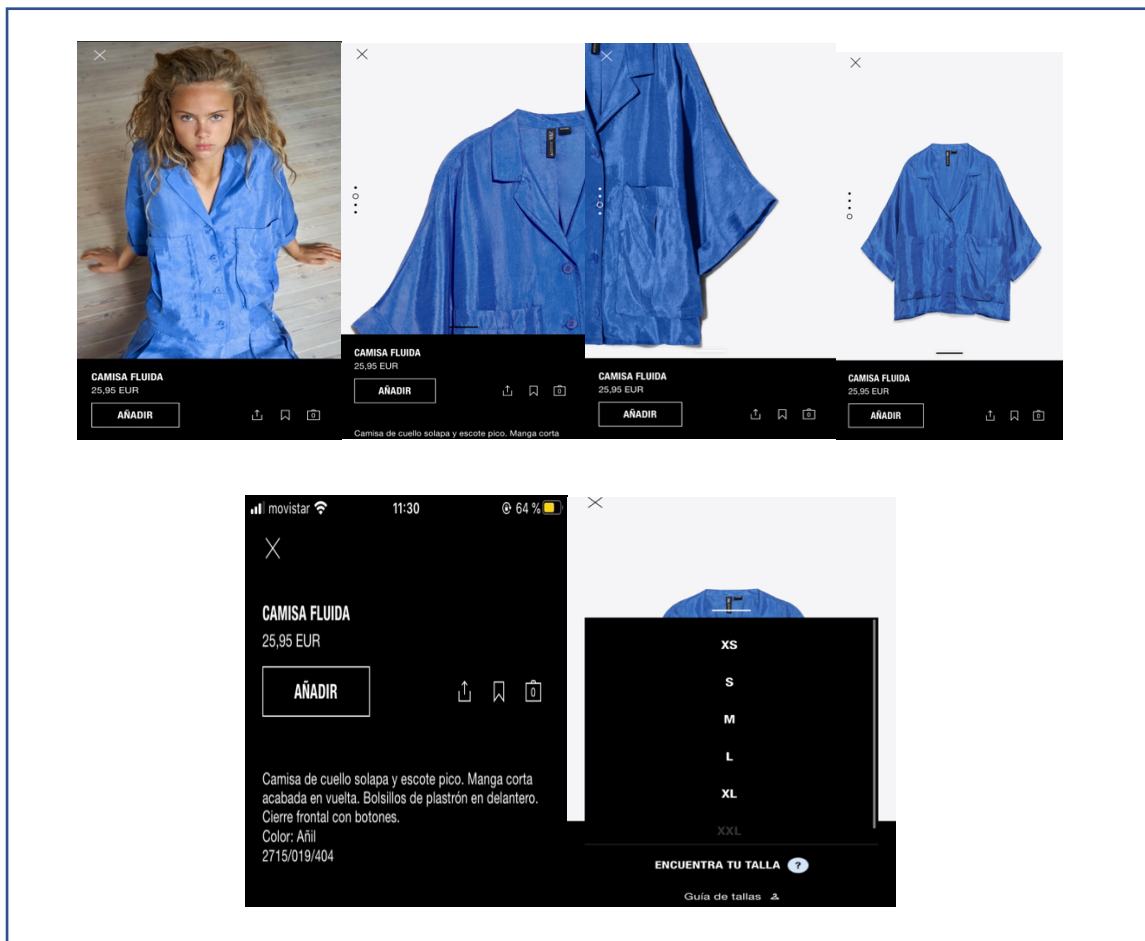 CAMISA FLUIDA
25,95 EUR
AÑADIR
0
CAMISA FLUIDA
25,95 EUR
AÑADIR
0
Camisa de cuello solapa y escote pico. Manga corta
CAMISA FLUIDA
25,95 EUR
AÑADIR
0
CAMISA FLUIDA
25,95 EUR
AÑADIR
0
movistar 11:30 64 %
CAMISA FLUIDA
25,95 EUR
AÑADIR
0
Camisa de cuello solapa y escote pico. Manga corta
acabada en vuelta. Bolsillos de plastrón en delantero.
Cierre frontal con botones.
Color: Añil
2715/019/404
XS
S
M
L
XL
XXL
ENCUENTRA TU TALLA ?
Guía de tallas